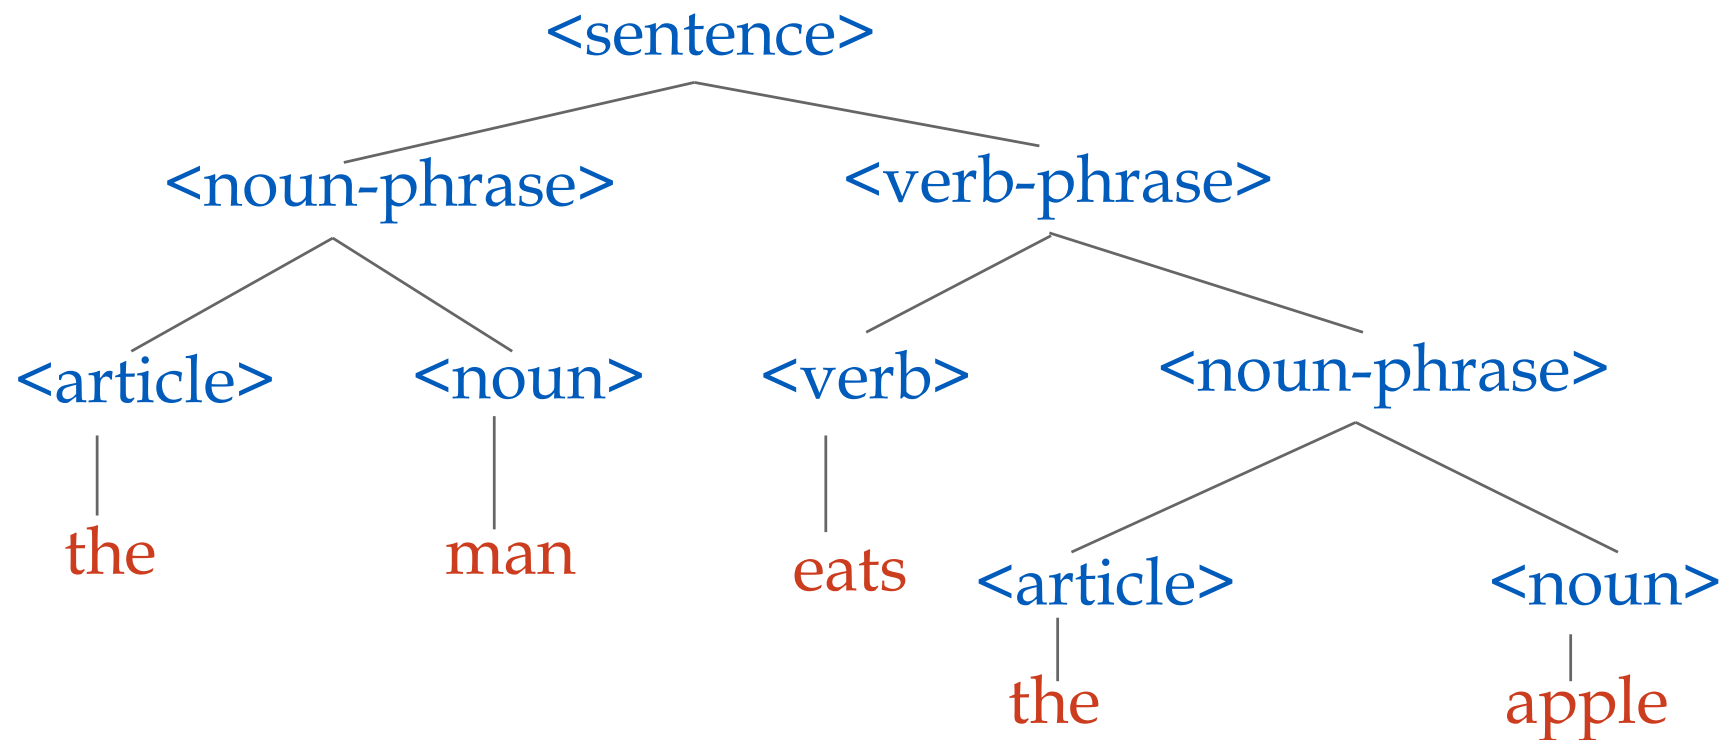 <sentence>
<noun-phrase> <verb-phrase>
<article> <noun> <verb> <noun-phrase>
the man eats <article> <noun>
the apple